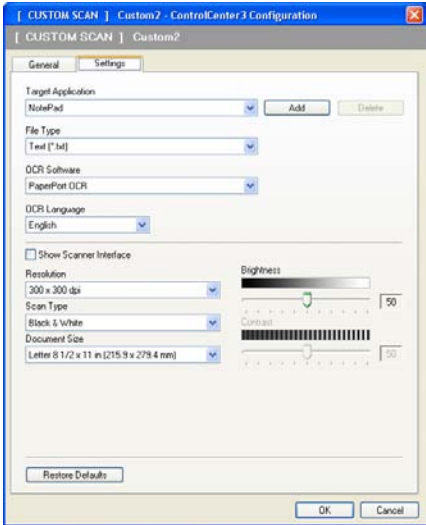 [ CUSTOM SCAN ] Custom2 - ControlCenter3 Configuration
[ CUSTOM SCAN ] Custom2
General Settings
Target Application
NotePad Add Delete
File Type
Text (*.txt)
OCR Software
PaperPort OCR
OCR Language
English
Show Scanner Interface
Resolution Brightness
300 x 300 dpi 50
Scan Type
Black & White Contrast
Document Size
Letter 8 1/2 x 11 in (215.9 x 279.4 mm) 50
Restore Defaults
OK Cancel